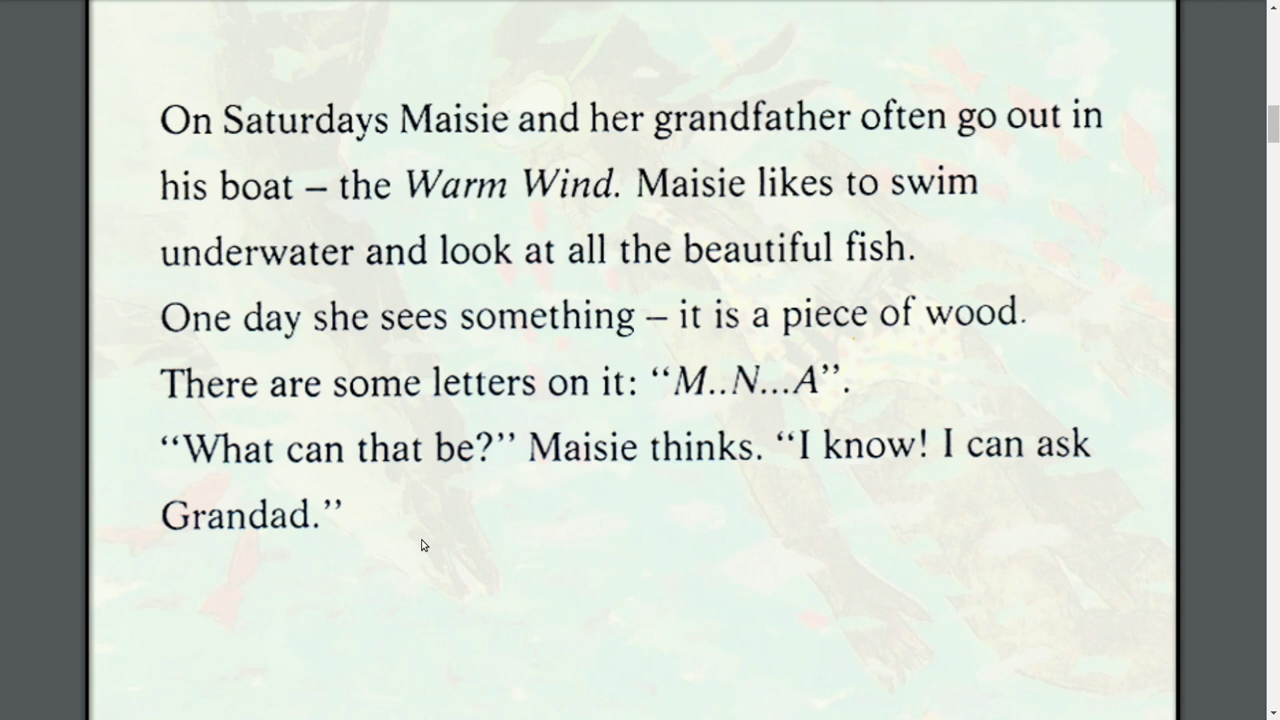 On Saturdays Maisie and her grandfather often go out in
his boat – the Warm Wind. Maisie likes to swim
underwater and look at all the beautiful fish.
One day she sees something – it is a piece of wood.
There are some letters on it: “M..N...A”.
“What can that be?” Maisie thinks. “I know! I can ask
Grandad.”